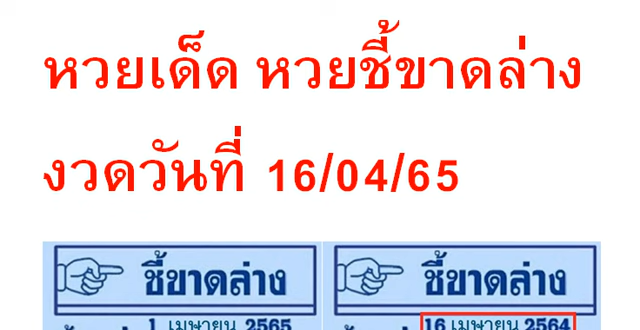 หวยเด็ด หวยชี้ขาดล่าง
งวดวันที่ 16/04/65
ชี้ขาดล่าง ชี้ขาดล่าง
1 เมษายน 2565 16 เมษายน 2564